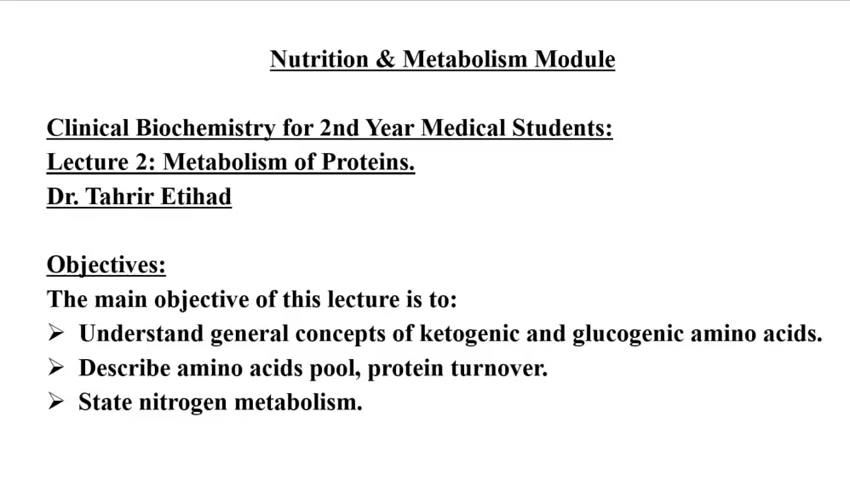 Nutrition & Metabolism Module
Clinical Biochemistry for 2nd Year Medical Students:
Lecture 2: Metabolism of Proteins.
Dr. Tahrir Etihad
Objectives:
The main objective of this lecture is to:
➢ Understand general concepts of ketogenic and glucogenic amino acids.
➢ Describe amino acids pool, protein turnover.
➢ State nitrogen metabolism.